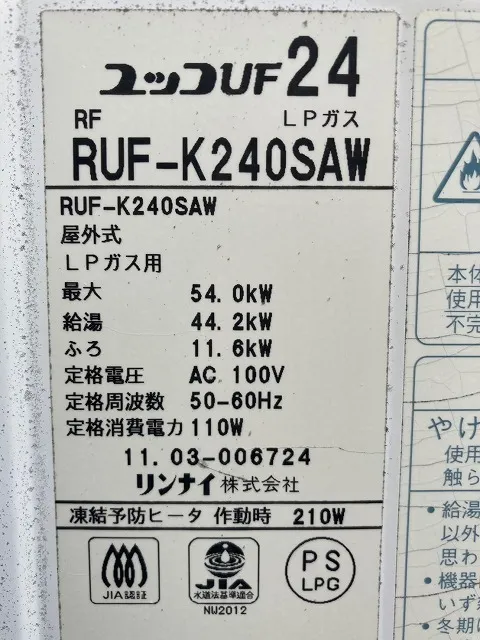 ユッコUF 24
RF LPガス
RUF-K240SAW
RUF-K240SAW
屋外式
LPガス用
最大 54.0kW
給湯 44.2kW
ふろ 11.6kW
定格電圧 AC 100V
定格周波数 50-60Hz
定格消費電力 110W
11.03-006724
リンナイ株式会社
凍結予防ヒータ 作動時 210W
JIA認証
JIA
水道法基準適合
NW2012
PS
LPG
本体
使用
不完
やけ
使用
触ら
・給湯
以外
思わ
・機器
いず
・冬期